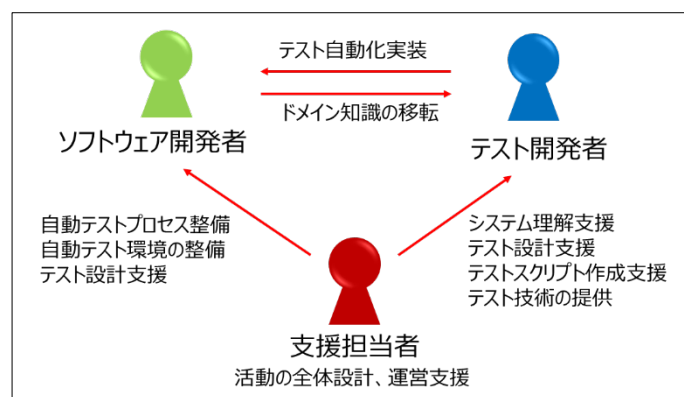 テスト自動化実装
ドメイン知識の移転
ソフトウェア開発者
テスト開発者
自動テストプロセス整備
自動テスト環境の整備
テスト設計支援
システム理解支援
テスト設計支援
テストスクリプト作成支援
テスト技術の提供
支援担当者
活動の全体設計、運営支援